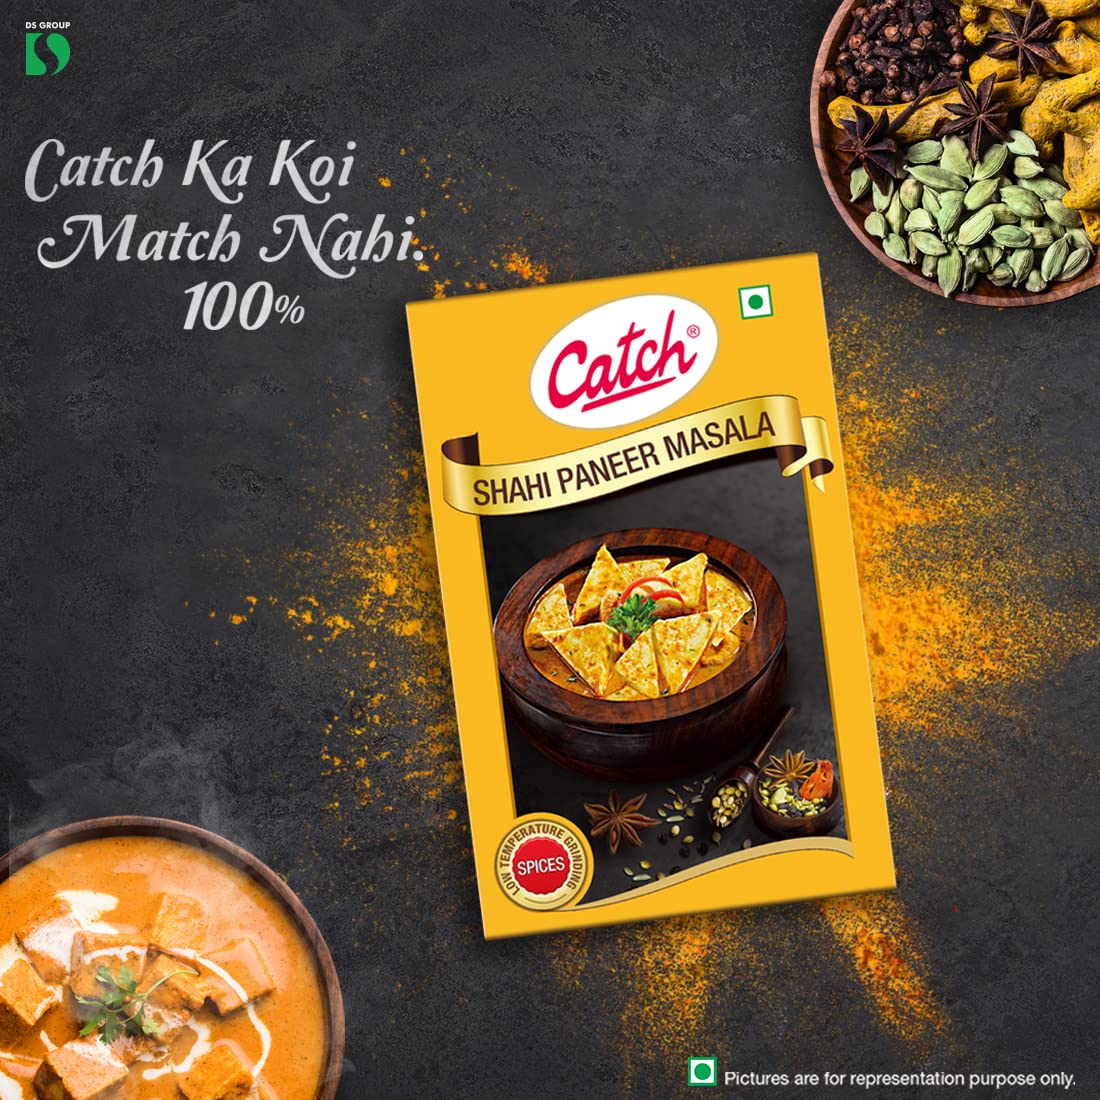 DS GROUP
Catch Ka Koi
Match Nahi.
100%
Catch®
SHAHI PANEER MASALA
LOW TEMPERATURE GRINDING
SPICES
Pictures are for representation purpose only.